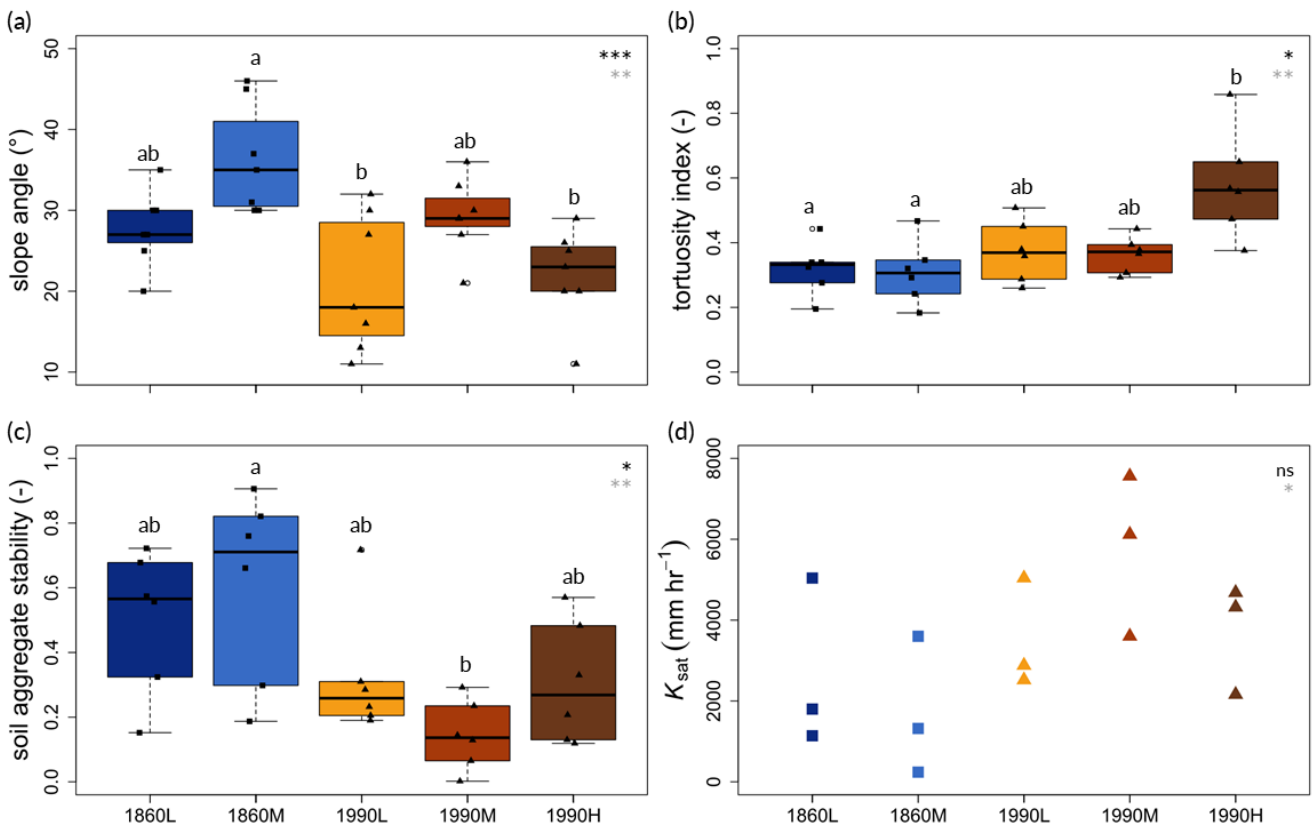 (a)
slope angle (°)
50
40
30
20
10
ab
a
b
ab
b
***
**
(b)
tortuosity index (-)
1.0
0.8
0.6
0.4
0.2
0.0
a
a
ab
ab
b
*
**
(c)
soil aggregate stability (-)
1.0
0.8
0.6
0.4
0.2
0.0
ab
a
ab
b
ab
*
**
1860L 1860M 1990L 1990M 1990H
(d)
Ksat (mm hr⁻¹)
8000
6000
4000
2000
0
ns
*
1860L 1860M 1990L 1990M 1990H